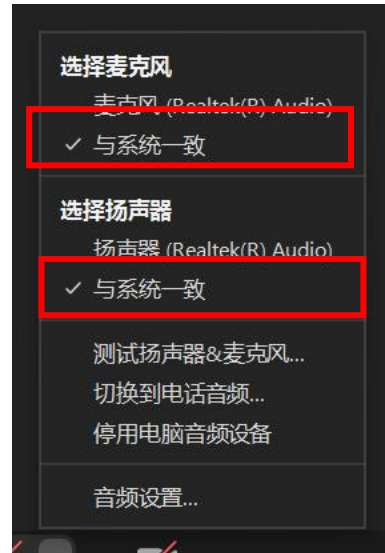 选择麦克风
麦克风 (Realtek(R) Audio)
✓ 与系统一致
选择扬声器
扬声器 (Realtek(R) Audio)
✓ 与系统一致
测试扬声器&麦克风...
切换到电话音频...
停用电脑音频设备
音频设置...